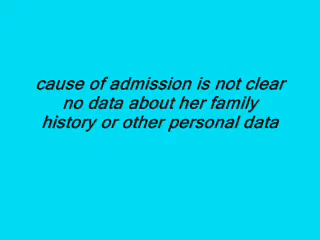 cause of admission is not clear
no data about her family
history or other personal data